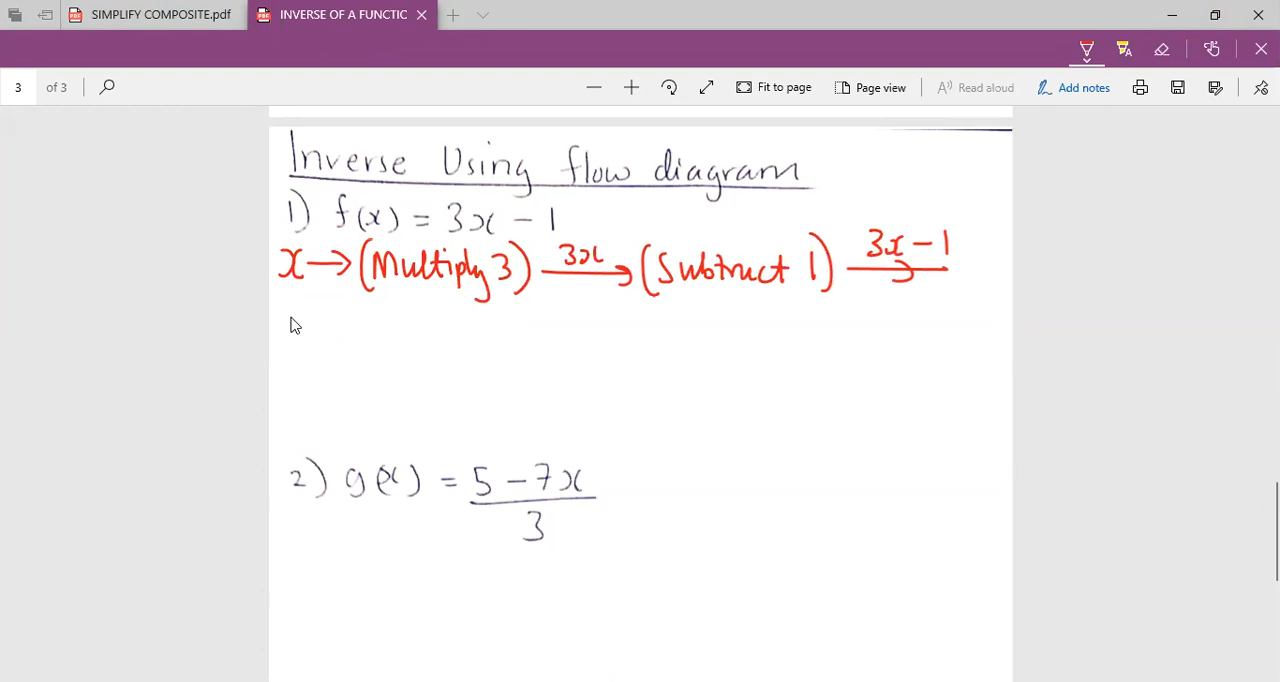 SIMPLIFY COMPOSITE.pdf
INVERSE OF A FUNCTIC
3 of 3
Fit to page
Page view
Read aloud
Add notes
Inverse Using flow diagram
1) f(x) = 3x - 1
x → (Multiply 3) 3x → (Subtract 1) 3x - 1 →
2) g(x) = 5 - 7x
3